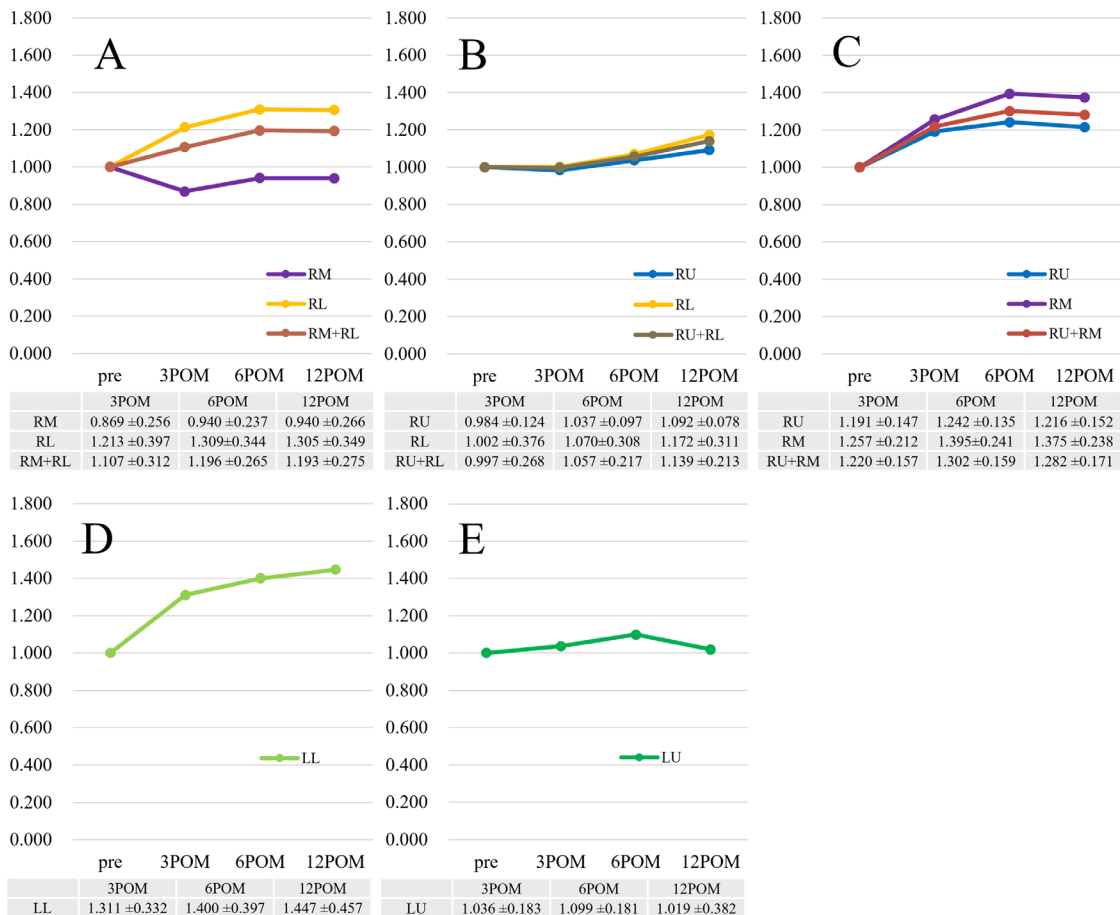 A
1.800
1.600
1.400
1.200
1.000
0.800
0.600
0.400
0.200
0.000
RM
RL
RM+RL
pre 3POM 6POM 12POM
3POM 6POM 12POM
RM 0.869 ±0.256 0.940 ±0.237 0.940 ±0.266
RL 1.213 ±0.397 1.309±0.344 1.305 ±0.349
RM+RL 1.107 ±0.312 1.196 ±0.265 1.193 ±0.275
B
1.800
1.600
1.400
1.200
1.000
0.800
0.600
0.400
0.200
0.000
RU
RL
RU+RL
pre 3POM 6POM 12POM
3POM 6POM 12POM
RU 0.984 ±0.124 1.037 ±0.097 1.092 ±0.078
RL 1.002 ±0.376 1.070±0.308 1.172 ±0.311
RU+RL 0.997 ±0.268 1.057 ±0.217 1.139 ±0.213
C
1.800
1.600
1.400
1.200
1.000
0.800
0.600
0.400
0.200
0.000
RU
RM
RU+RM
pre 3POM 6POM 12POM
3POM 6POM 12POM
RU 1.191 ±0.147 1.242 ±0.135 1.216 ±0.152
RM 1.257 ±0.212 1.395±0.241 1.375 ±0.238
RU+RM 1.220 ±0.157 1.302 ±0.159 1.282 ±0.171
D
1.800
1.600
1.400
1.200
1.000
0.800
0.600
0.400
0.200
0.000
LL
pre 3POM 6POM 12POM
3POM 6POM 12POM
LL 1.311 ±0.332 1.400 ±0.397 1.447 ±0.457
E
1.800
1.600
1.400
1.200
1.000
0.800
0.600
0.400
0.200
0.000
LU
pre 3POM 6POM 12POM
3POM 6POM 12POM
LU 1.036 ±0.183 1.099 ±0.181 1.019 ±0.382